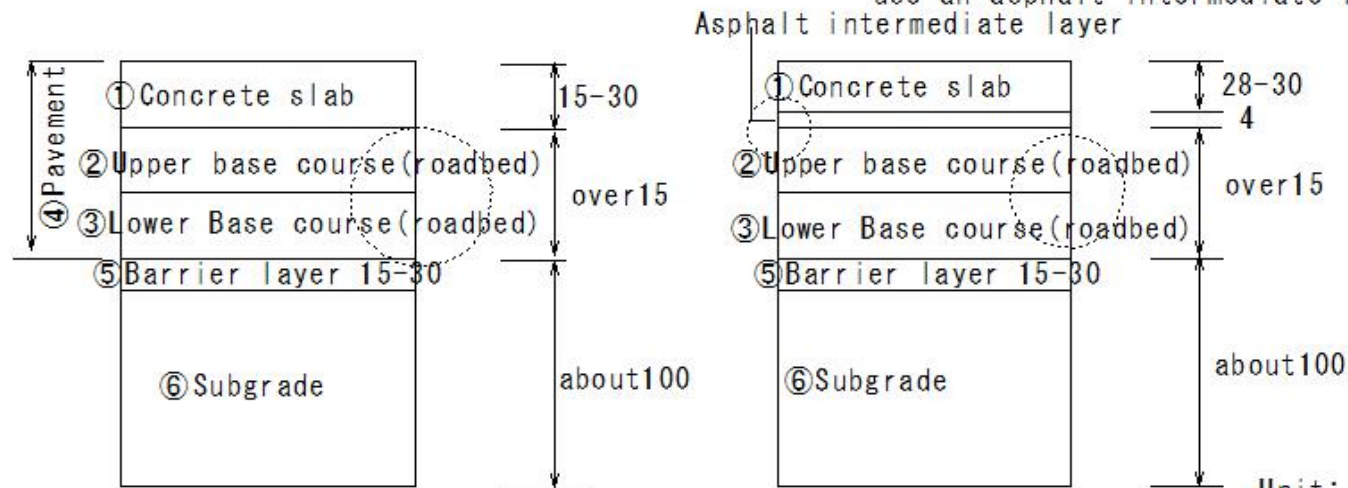 Asphalt intermediate layer
①Concrete slab
②Upper base course(roadbed)
③Lower Base course(roadbed)
④Pavement
⑤Barrier layer 15-30
⑥Subgrade
15-30
over15
about100
①Concrete slab
②Upper base course(roadbed)
③Lower Base course(roadbed)
⑤Barrier layer 15-30
⑥Subgrade
28-30
4
over15
about100